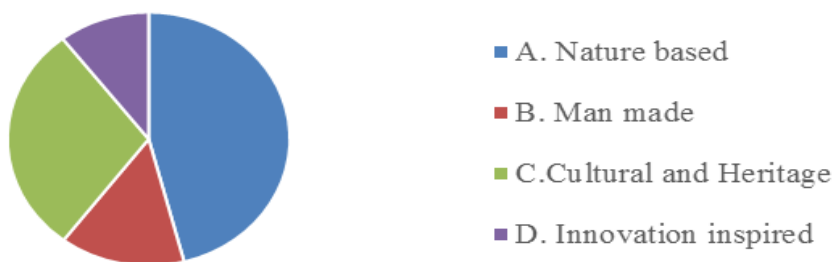 A. Nature based
B. Man made
C.Cultural and Heritage
D. Innovation inspired